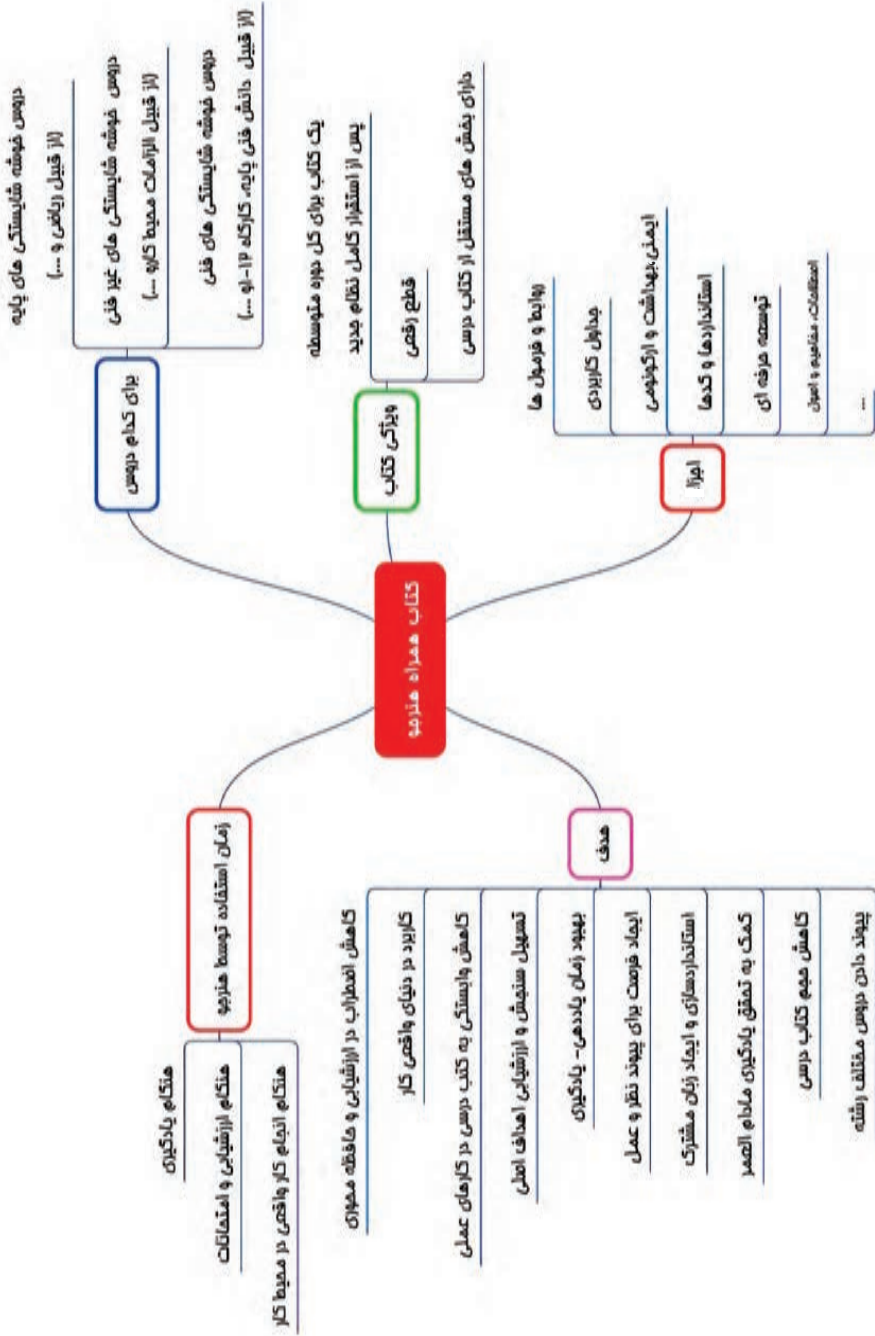 کتاب همراه هنرجو
برای کدام دروس
دروس خوشه شایستگی های پایه
(از قبیل ریاضی و ...)
دروس خوشه شایستگی های غیر فنی
(از قبیل الزامات محیط کار و ...)
دروس خوشه شایستگی های فنی
(از قبیل دانش فنی پایه، کارگاه 12-1و ...)
ویژگی کتاب
یک کتاب برای کل دوره متوسطه
پس از استقرار کامل نظام جدید
قطع رقعی
دارای بخش های مستقل از کتاب درسی
اجزا
روابط و فرمول ها
جداول کاربردی
ایمنی،بهداشت و ارگونومی
استانداردها و کدها
توسعه حرفه ای
اصطلاحات، مفاهیم و اصول
...
زمان استفاده توسط هنرجو
هنگام یادگیری
هنگام ارزشیابی و امتحانات
هنگام انجام کار واقعی در محیط کار
هدف
کاهش اضطراب در ارزشیابی و حافظه محوری
کاربرد در دنیای واقعی کار
کاهش وابستگی به کتب درسی در کارهای عملی
تسهیل سنجش و ارزشیابی اهداف اصلی
بهبود زمان یاددهی - یادگیری
ایجاد فرصت برای پیوند نظر و عمل
استانداردسازی و ایجاد زبان مشترک
کمک به تحقق یادگیری مادام العمر
کاهش حجم کتاب درسی
پیوند دادن دروس مختلف رشته